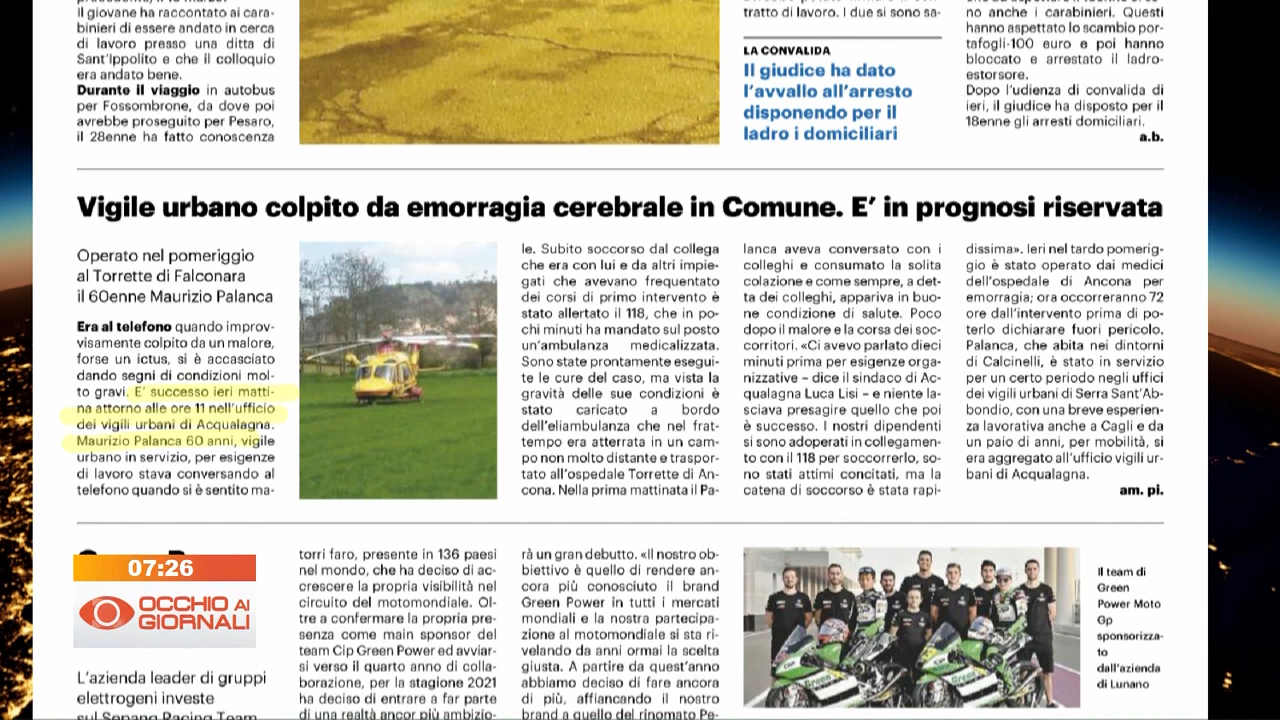 Il giovane ha raccontato ai cara-
binieri di essere andato in cerca
di lavoro presso una ditta di
Sant'Ippolito e che il colloquio
era andato bene.
Durante il viaggio in autobus
per Fossombrone, da dove poi
avrebbe proseguito per Pesaro,
il 28enne ha fatto conoscenza
tratto di lavoro. I due si sono sa-
LA CONVALIDA
Il giudice ha dato
l'avvallo all'arresto
disponendo per il
ladro i domiciliari
no anche i carabinieri. Questi
hanno aspettato lo scambio por-
tafogli-100 euro e poi hanno
bloccato e arrestato il ladro-
estorsore.
Dopo l'udienza di convalida di
ieri, il giudice ha disposto per il
18enne gli arresti domiciliari.
a.b.
Vigile urbano colpito da emorragia cerebrale in Comune. E' in prognosi riservata
Operato nel pomeriggio
al Torrette di Falconara
il 60enne Maurizio Palanca
Era al telefono quando improv-
visamente colpito da un malore,
forse un ictus, si è accasciato
dando segni di condizioni mol-
to gravi. E' successo ieri matti-
na attorno alle ore 11 nell'ufficio
dei vigili urbani di Acqualagna.
Maurizio Palanca 60 anni, vigile
urbano in servizio, per esigenze
di lavoro stava conversando al
telefono quando si è sentito ma-
le. Subito soccorso dal collega
che era con lui e da altri impie-
gati che avevano frequentato
dei corsi di primo intervento è
stato allertato il 118, che in po-
chi minuti ha mandato sul posto
un'ambulanza medicalizzata.
Sono state prontamente esegui-
te le cure del caso, ma vista la
gravità delle sue condizioni è
stato caricato a bordo
dell'eliambulanza che nel frat-
tempo era atterrata in un cam-
po non molto distante e traspor-
tato all'ospedale Torrette di An-
cona. Nella prima mattinata il Pa-
lanca aveva conversato con i
colleghi e consumato la solita
colazione e come sempre, a det-
ta dei colleghi, appariva in buo-
ne condizione di salute. Poco
dopo il malore e la corsa dei soc-
corritori. «Ci avevo parlato dieci
minuti prima per esigenze orga-
nizzative – dice il sindaco di Ac-
qualagna Luca Lisi – e niente la-
sciava presagire quello che poi
è successo. I nostri dipendenti
si sono adoperati in collegamen-
to con il 118 per soccorrerlo, so-
no stati attimi concitati, ma la
catena di soccorso è stata rapi-
dissima». Ieri nel tardo pomerig-
gio è stato operato dai medici
dell'ospedale di Ancona per
emorragia; ora occorreranno 72
ore dall'intervento prima di po-
terlo dichiarare fuori pericolo.
Palanca, che abita nei dintorni
di Calcinelli, è stato in servizio
per un certo periodo negli uffici
dei vigili urbani di Serra Sant'Ab-
bondio, con una breve esperien-
za lavorativa anche a Cagli e da
un paio di anni, per mobilità, si
era aggregato all'ufficio vigili ur-
bani di Acqualagna.
am. pi.
07:26
OCCHIO AI
GIORNALI
L'azienda leader di gruppi
elettrogeni investe
sul Sepang Racing Team
torri faro, presente in 136 paesi
nel mondo, che ha deciso di ac-
crescere la propria visibilità nel
circuito del motomondiale. Ol-
tre a confermare la propria pre-
senza come main sponsor del
team Cip Green Power ed avviar-
si verso il quarto anno di colla-
borazione, per la stagione 2021
ha deciso di entrare a far parte
di una realtà ancor più ambizio-
rà un gran debutto. «Il nostro ob-
biettivo è quello di rendere an-
cora più conosciuto il brand
Green Power in tutti i mercati
mondiali e la nostra partecipa-
zione al motomondiale si sta ri-
velando da anni ormai la scelta
giusta. A partire da quest'anno
abbiamo deciso di fare ancora
di più, affiancando il nostro
brand a quello del rinomato Pe-
Il team di
Green
Power Moto
Gp
sponsorizza-
to
dall'azienda
di Lunano